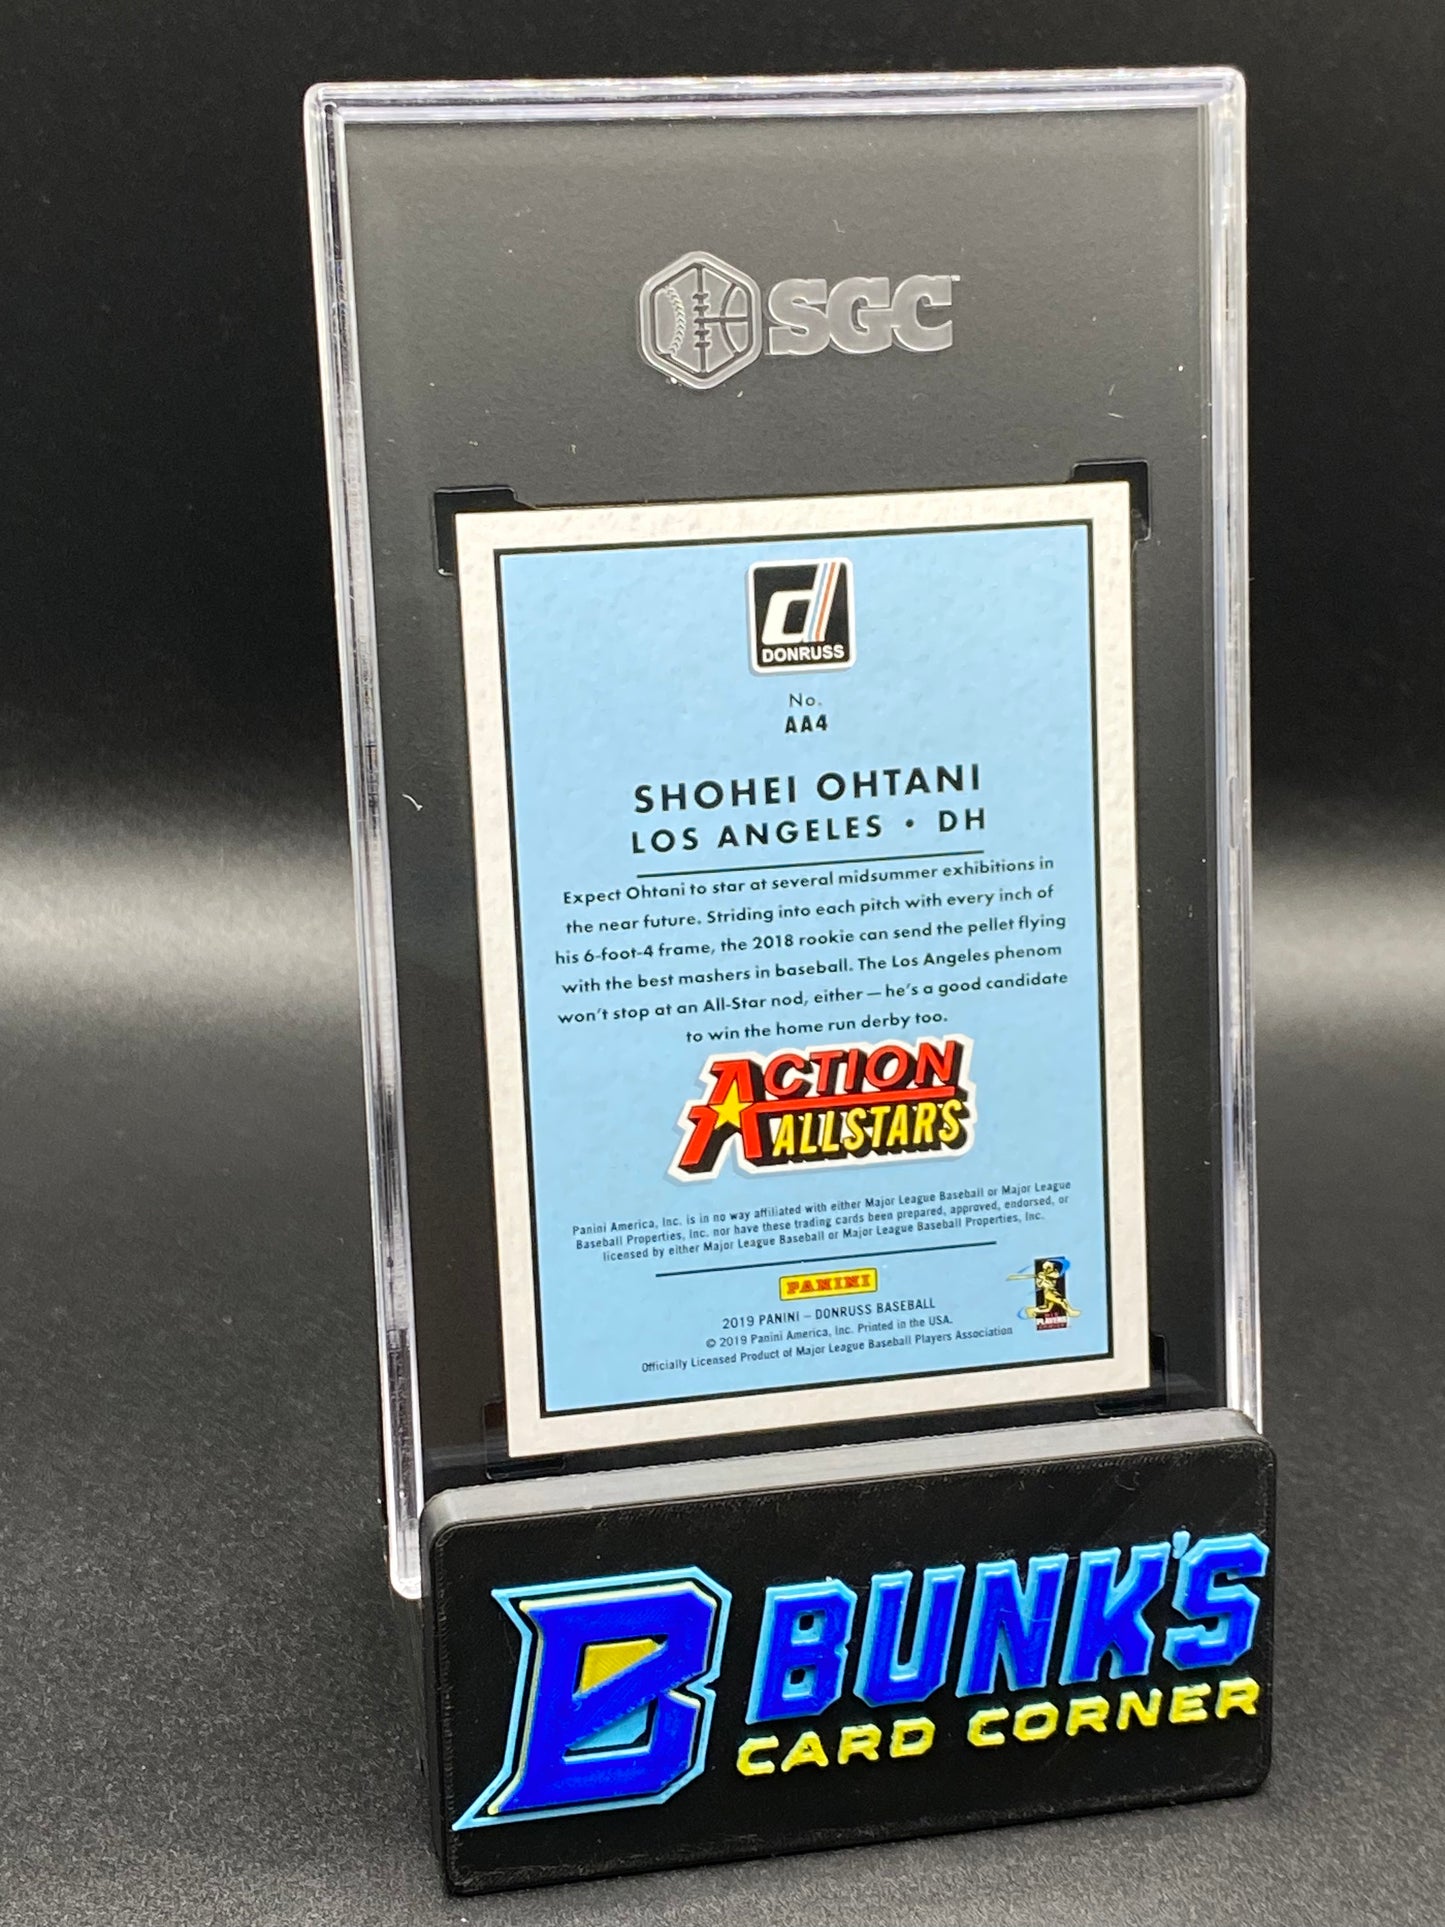 SGC
DONRUSS
No.
AA4
SHOHEI OHTANI
LOS ANGELES • DH
Expect Ohtani to star at several midsummer exhibitions in
the near future. Striding into each pitch with every inch of
his 6-foot-4 frame, the 2018 rookie can send the pellet flying
with the best mashers in baseball. The Los Angeles phenom
won't stop at an All-Star nod, either — he's a good candidate
to win the home run derby too.
ACTION
ALLSTARS
Panini America, Inc. is in no way affiliated with either Major League Baseball or Major League
Baseball Properties, Inc. nor have these trading cards been prepared, approved, endorsed, or
licensed by either Major League Baseball or Major League Baseball Properties, Inc.
PANINI
2019 PANINI – DONRUSS BASEBALL
© 2019 Panini America, Inc. Printed in the USA.
Officially Licensed Product of Major League Baseball Players Association
PLAYERS
B BUNK'S
CARD CORNER